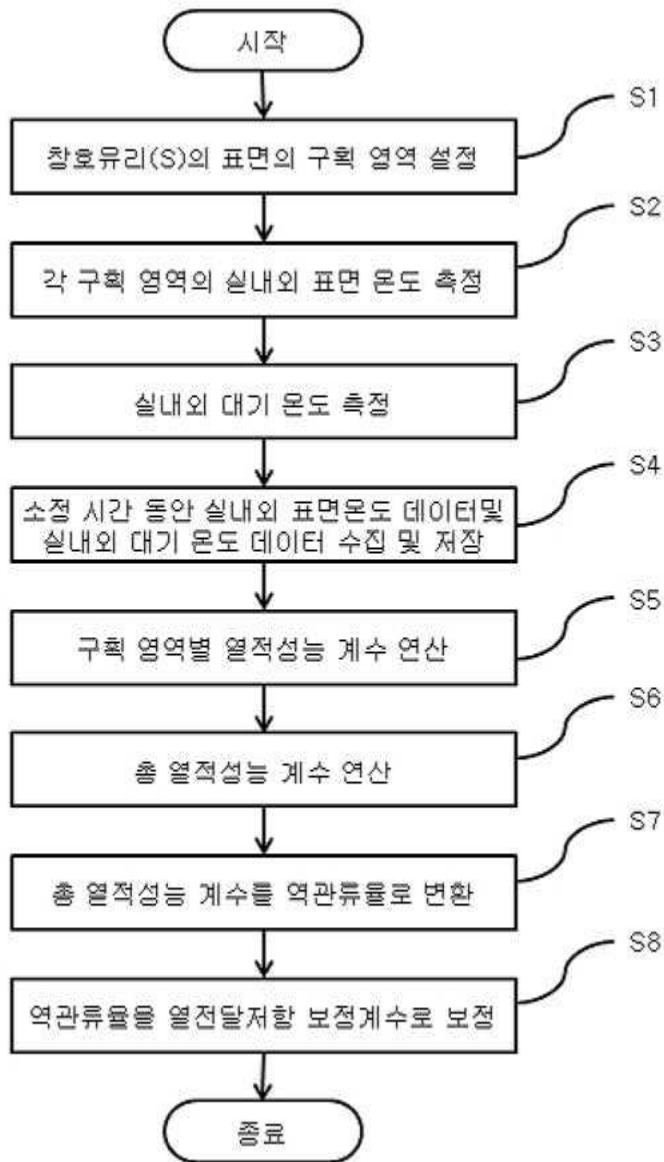 시작
S1
창호뮤리(S)의 표면의 구획 영역 설정
S2
각 구획 영역의 실내외 표면 온도 측정
S3
실내외 대기 온도 측정
S4
소정 시간 동안 실내외 표면온도 데이터및
실내외 대기 온도 데이터 수집 및 저장
S5
구획 영역별 열적성능 계수 연산
S6
총 열적성능 계수 연산
S7
총 열적성능 계수를 역관류율로 변환
S8
역관류율을 열전달저항 보정계수로 보정
종료